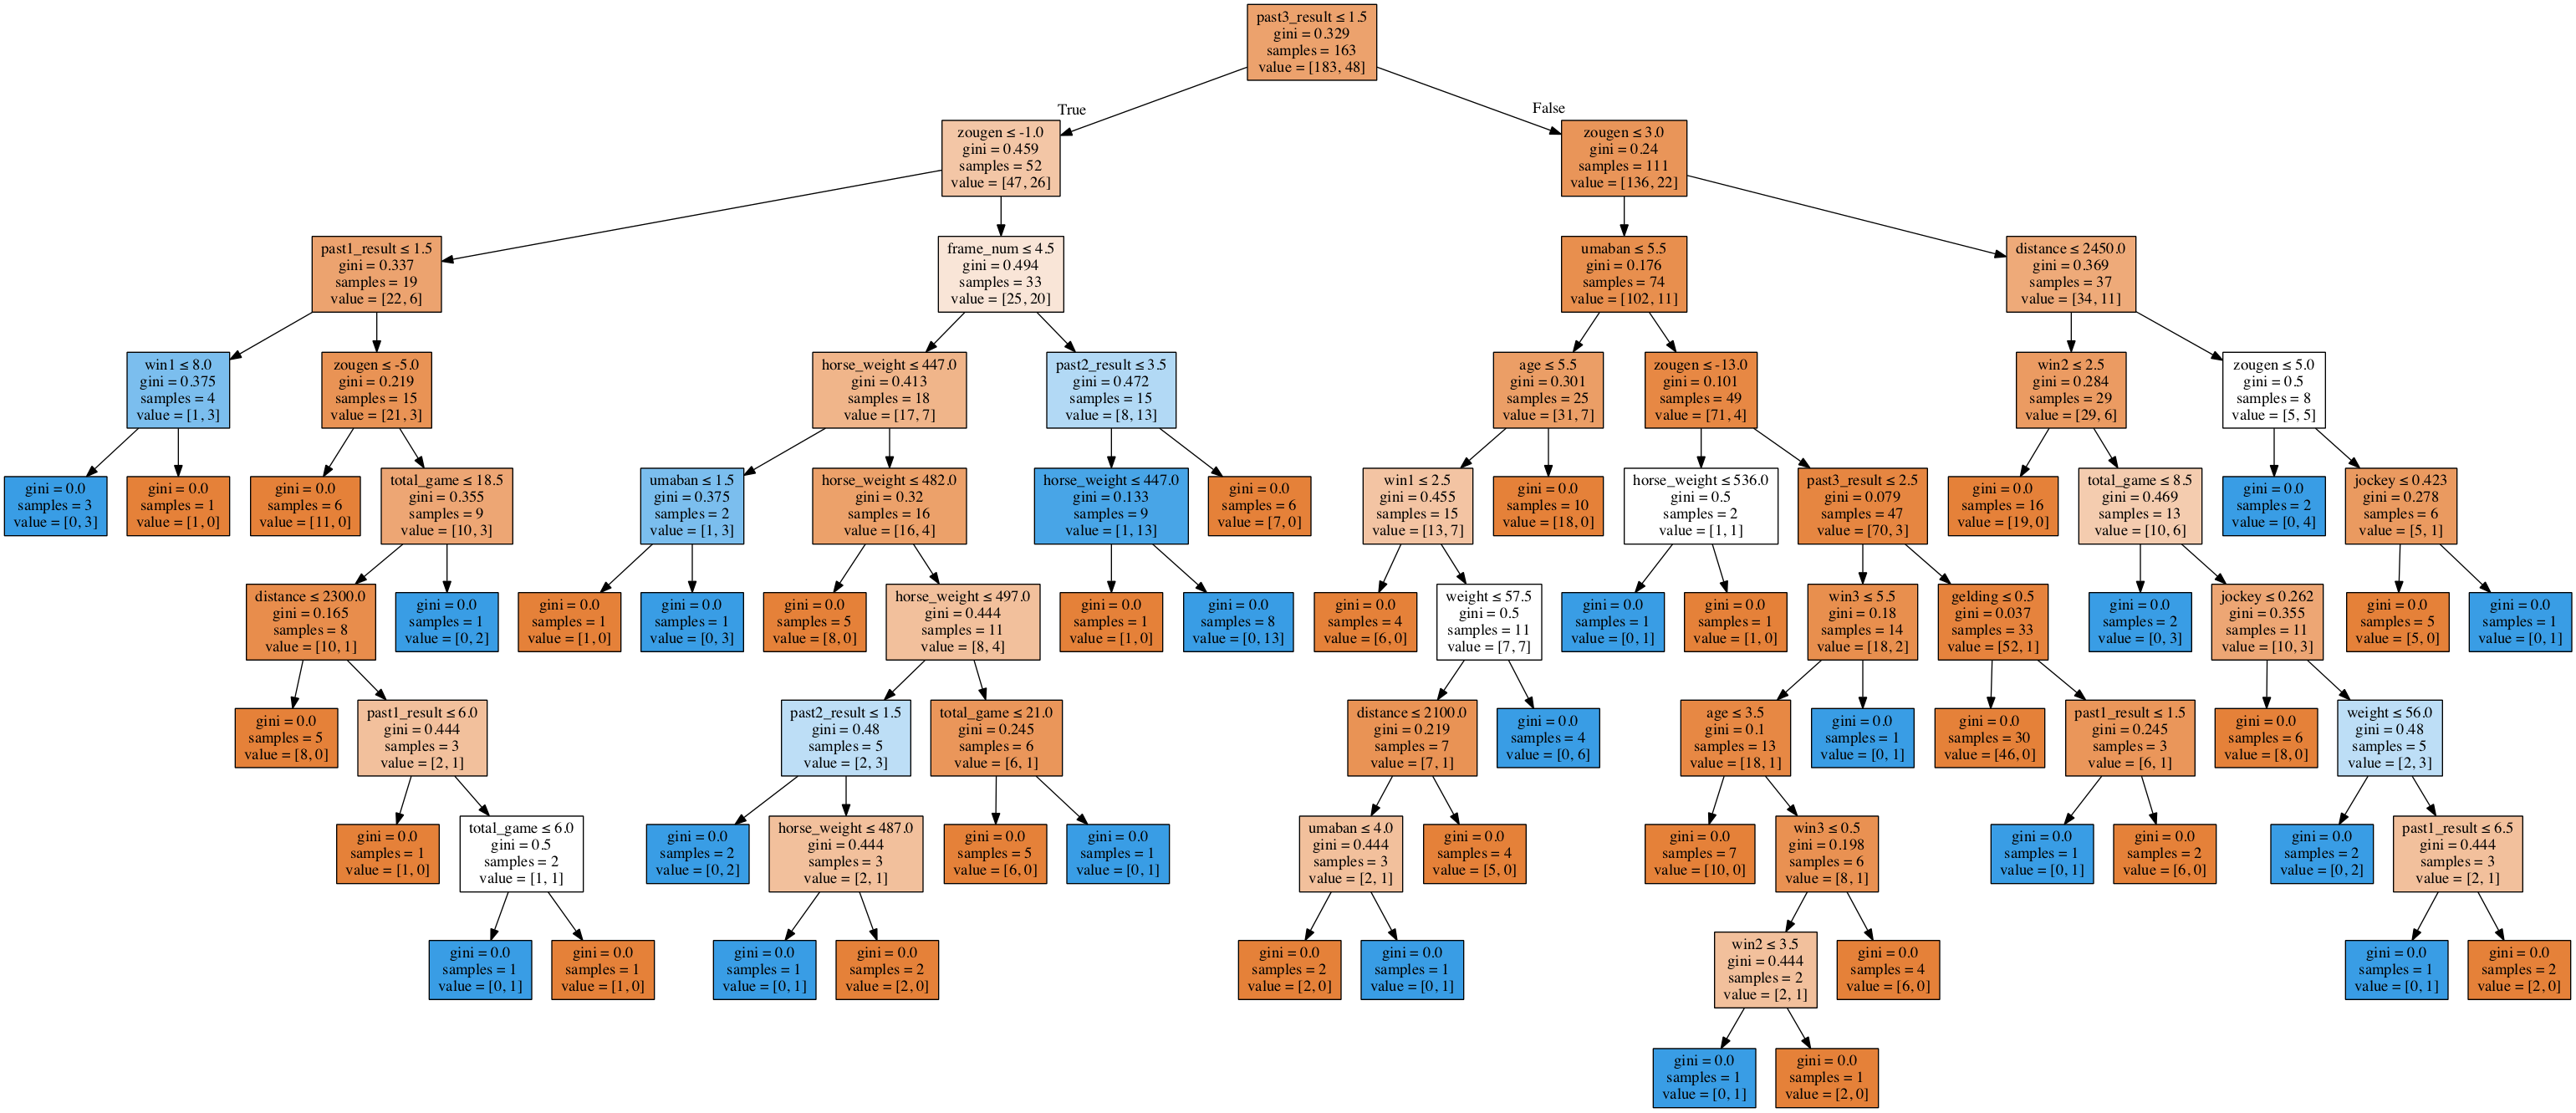 past3_result ≤ 1.5
gini = 0.329
samples = 163
value = [183, 48]
True
False
zougen ≤ -1.0
gini = 0.459
samples = 52
value = [47, 26]
zougen ≤ 3.0
gini = 0.24
samples = 111
value = [136, 22]
past1_result ≤ 1.5
gini = 0.337
samples = 19
value = [22, 6]
frame_num ≤ 4.5
gini = 0.494
samples = 33
value = [25, 20]
umaban ≤ 5.5
gini = 0.176
samples = 74
value = [102, 11]
distance ≤ 2450.0
gini = 0.369
samples = 37
value = [34, 11]
win1 ≤ 8.0
gini = 0.375
samples = 4
value = [1, 3]
zougen ≤ -5.0
gini = 0.219
samples = 15
value = [21, 3]
horse_weight ≤ 447.0
gini = 0.413
samples = 18
value = [17, 7]
past2_result ≤ 3.5
gini = 0.472
samples = 15
value = [8, 13]
age ≤ 5.5
gini = 0.301
samples = 25
value = [31, 7]
zougen ≤ -13.0
gini = 0.101
samples = 49
value = [71, 4]
win2 ≤ 2.5
gini = 0.284
samples = 29
value = [29, 6]
zougen ≤ 5.0
gini = 0.5
samples = 8
value = [5, 5]
gini = 0.0
samples = 3
value = [0, 3]
gini = 0.0
samples = 1
value = [1, 0]
gini = 0.0
samples = 6
value = [11, 0]
total_game ≤ 18.5
gini = 0.355
samples = 9
value = [10, 3]
umaban ≤ 1.5
gini = 0.375
samples = 2
value = [1, 3]
horse_weight ≤ 482.0
gini = 0.32
samples = 16
value = [16, 4]
horse_weight ≤ 447.0
gini = 0.133
samples = 9
value = [1, 13]
gini = 0.0
samples = 6
value = [7, 0]
win1 ≤ 2.5
gini = 0.455
samples = 15
value = [13, 7]
gini = 0.0
samples = 10
value = [18, 0]
horse_weight ≤ 536.0
gini = 0.5
samples = 2
value = [1, 1]
past3_result ≤ 2.5
gini = 0.079
samples = 47
value = [70, 3]
gini = 0.0
samples = 16
value = [19, 0]
total_game ≤ 8.5
gini = 0.469
samples = 13
value = [10, 6]
gini = 0.0
samples = 2
value = [0, 4]
jockey ≤ 0.423
gini = 0.278
samples = 6
value = [5, 1]
distance ≤ 2300.0
gini = 0.165
samples = 8
value = [10, 1]
gini = 0.0
samples = 1
value = [0, 2]
gini = 0.0
samples = 1
value = [1, 0]
gini = 0.0
samples = 1
value = [0, 3]
gini = 0.0
samples = 5
value = [8, 0]
horse_weight ≤ 497.0
gini = 0.444
samples = 11
value = [8, 4]
gini = 0.0
samples = 1
value = [1, 0]
gini = 0.0
samples = 8
value = [0, 13]
gini = 0.0
samples = 4
value = [6, 0]
weight ≤ 57.5
gini = 0.5
samples = 11
value = [7, 7]
gini = 0.0
samples = 1
value = [0, 1]
gini = 0.0
samples = 1
value = [1, 0]
win3 ≤ 5.5
gini = 0.18
samples = 14
value = [18, 2]
gelding ≤ 0.5
gini = 0.037
samples = 33
value = [52, 1]
gini = 0.0
samples = 2
value = [0, 3]
jockey ≤ 0.262
gini = 0.355
samples = 11
value = [10, 3]
gini = 0.0
samples = 5
value = [5, 0]
gini = 0.0
samples = 1
value = [0, 1]
gini = 0.0
samples = 5
value = [8, 0]
past1_result ≤ 6.0
gini = 0.444
samples = 3
value = [2, 1]
past2_result ≤ 1.5
gini = 0.48
samples = 5
value = [2, 3]
total_game ≤ 21.0
gini = 0.245
samples = 6
value = [6, 1]
distance ≤ 2100.0
gini = 0.219
samples = 7
value = [7, 1]
gini = 0.0
samples = 4
value = [0, 6]
age ≤ 3.5
gini = 0.1
samples = 13
value = [18, 1]
gini = 0.0
samples = 1
value = [0, 1]
gini = 0.0
samples = 30
value = [46, 0]
past1_result ≤ 1.5
gini = 0.245
samples = 3
value = [6, 1]
gini = 0.0
samples = 6
value = [8, 0]
weight ≤ 56.0
gini = 0.48
samples = 5
value = [2, 3]
gini = 0.0
samples = 1
value = [1, 0]
total_game ≤ 6.0
gini = 0.5
samples = 2
value = [1, 1]
gini = 0.0
samples = 2
value = [0, 2]
horse_weight ≤ 487.0
gini = 0.444
samples = 3
value = [2, 1]
gini = 0.0
samples = 5
value = [6, 0]
gini = 0.0
samples = 1
value = [0, 1]
umaban ≤ 4.0
gini = 0.444
samples = 3
value = [2, 1]
gini = 0.0
samples = 4
value = [5, 0]
gini = 0.0
samples = 7
value = [10, 0]
win3 ≤ 0.5
gini = 0.198
samples = 6
value = [8, 1]
gini = 0.0
samples = 1
value = [0, 1]
gini = 0.0
samples = 2
value = [6, 0]
gini = 0.0
samples = 2
value = [0, 2]
past1_result ≤ 6.5
gini = 0.444
samples = 3
value = [2, 1]
gini = 0.0
samples = 1
value = [0, 1]
gini = 0.0
samples = 1
value = [1, 0]
gini = 0.0
samples = 1
value = [0, 1]
gini = 0.0
samples = 2
value = [2, 0]
gini = 0.0
samples = 2
value = [2, 0]
gini = 0.0
samples = 1
value = [0, 1]
win2 ≤ 3.5
gini = 0.444
samples = 2
value = [2, 1]
gini = 0.0
samples = 4
value = [6, 0]
gini = 0.0
samples = 1
value = [0, 1]
gini = 0.0
samples = 2
value = [2, 0]
gini = 0.0
samples = 1
value = [0, 1]
gini = 0.0
samples = 1
value = [2, 0]